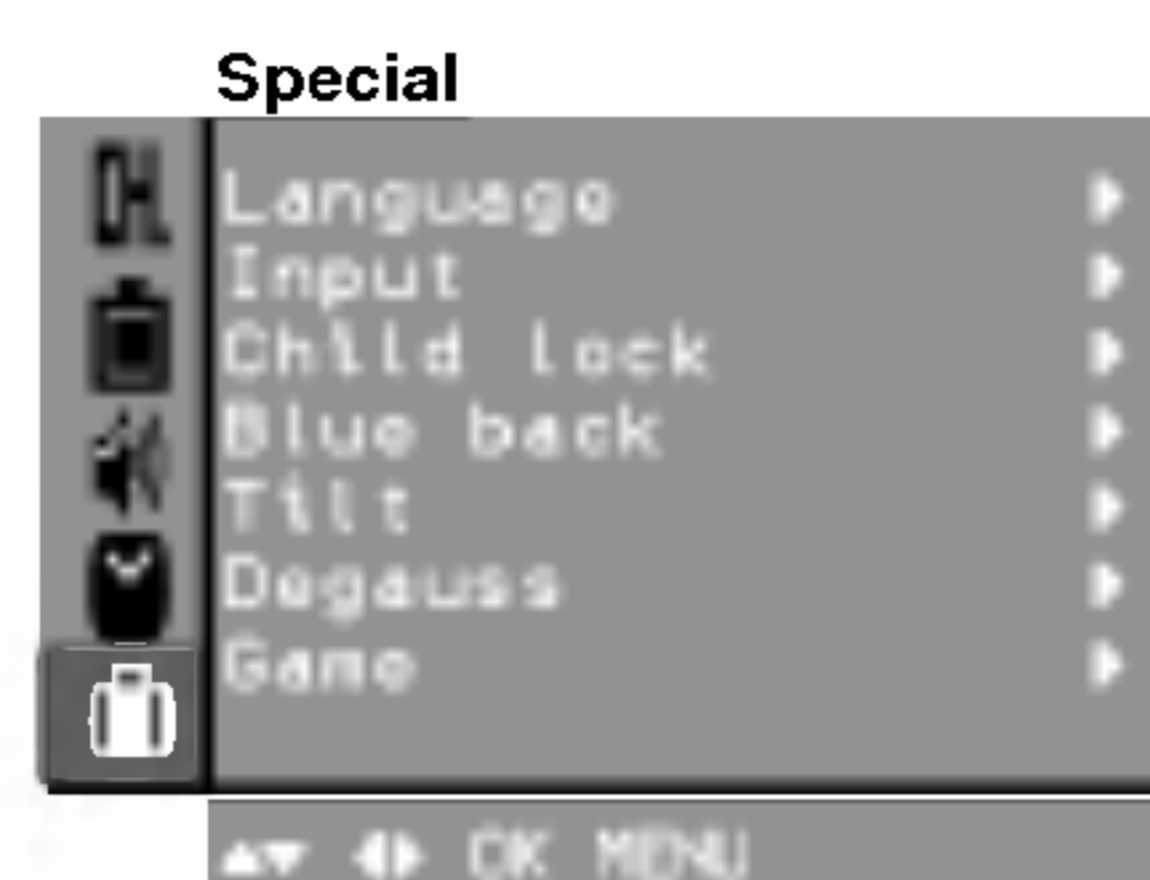 Special
Language
Input
Child lock
Blue back
Tilt
Degauss
Game
OK MENU